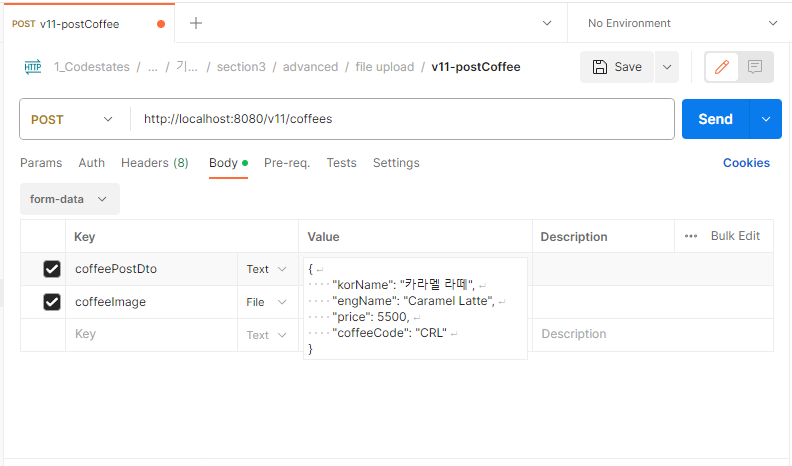 POST v11-postCoffee
No Environment
HTTP 1_Codestates / ... / 기... / section3 / advanced / file upload / v11-postCoffee
Save
POST http://localhost:8080/v11/coffees
Send
Params Auth Headers (8) Body Pre-req. Tests Settings Cookies
form-data
Key Value Description ••• Bulk Edit
coffeePostDto Text
{
"korName": "카라멜 라떼",
"engName": "Caramel Latte",
"price": 5500,
"coffeeCode": "CRL"
}
coffeeImage File
Key Text Description